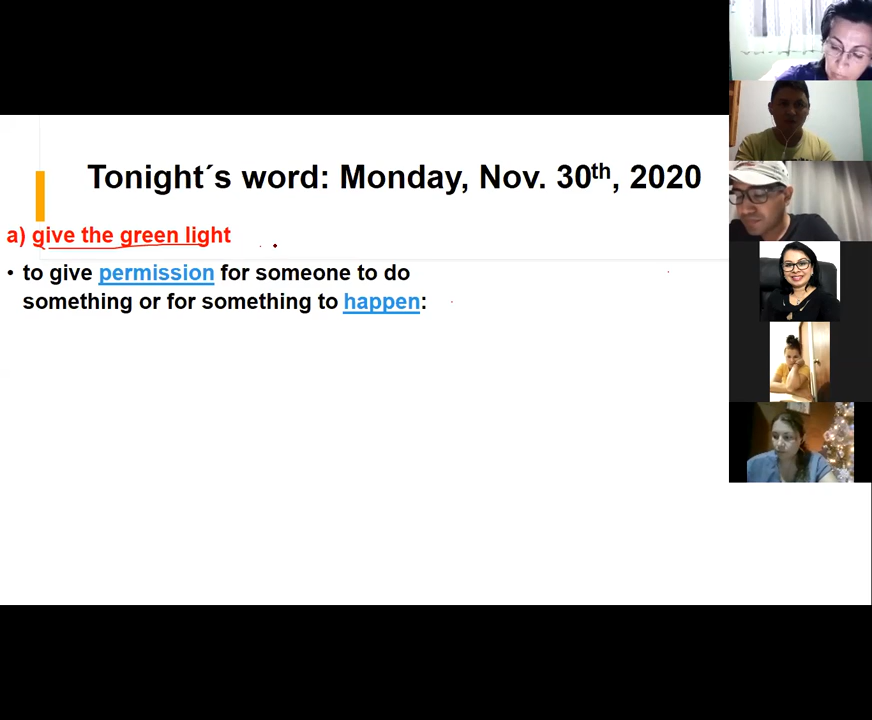 Tonight´s word: Monday, Nov. 30th, 2020
a) give the green light
• to give permission for someone to do
something or for something to happen: